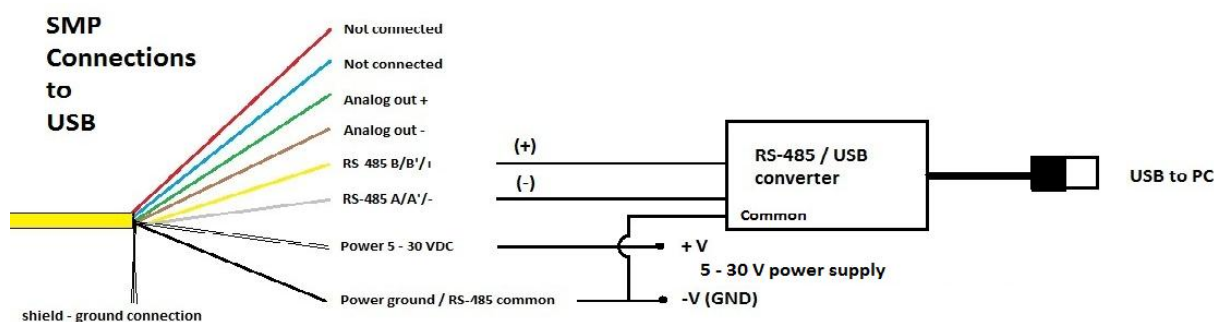 SMP
Connections
to
USB
Not connected
Not connected
Analog out +
Analog out -
RS-485 B/B'/+
RS-485 A/A'/-
Power 5 - 30 VDC
Power ground / RS-485 common
shield - ground connection
(+)
(-)
RS-485 / USB
converter
Common
+ V
5 - 30 V power supply
-V (GND)
USB to PC